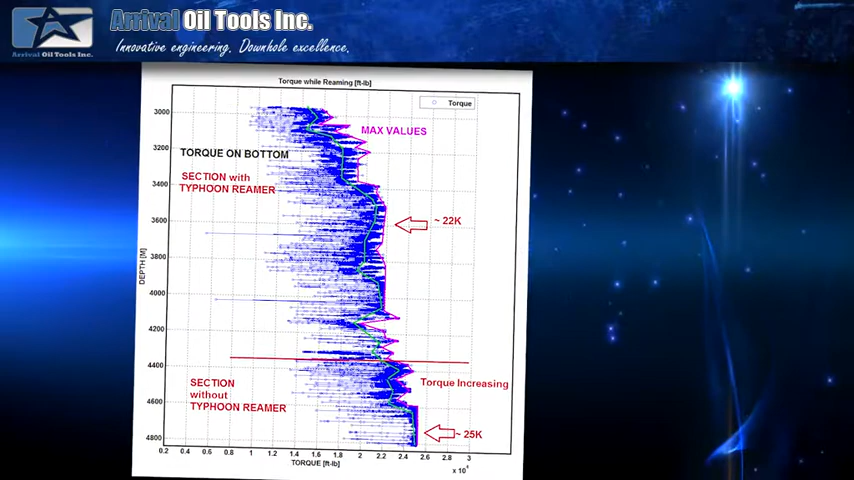 Arrival Oil Tools Inc.
Innovative engineering. Downhole excellence.
Arrival Oil Tools Inc.
Torque while Reaming [ft-lb]
Torque
MAX VALUES
TORQUE ON BOTTOM
SECTION with
TYPHOON REAMER
~ 22K
Torque Increasing
SECTION
without
TYPHOON REAMER
~ 25K
DEPTH [M]
3000
3200
3400
3600
3800
4000
4200
4400
4600
4800
0.2 0.4 0.6 0.8 1 1.2 1.4 1.6 1.8 2 2.2 2.4 2.6 2.8 3
TORQUE [ft-lb]
x 10⁴